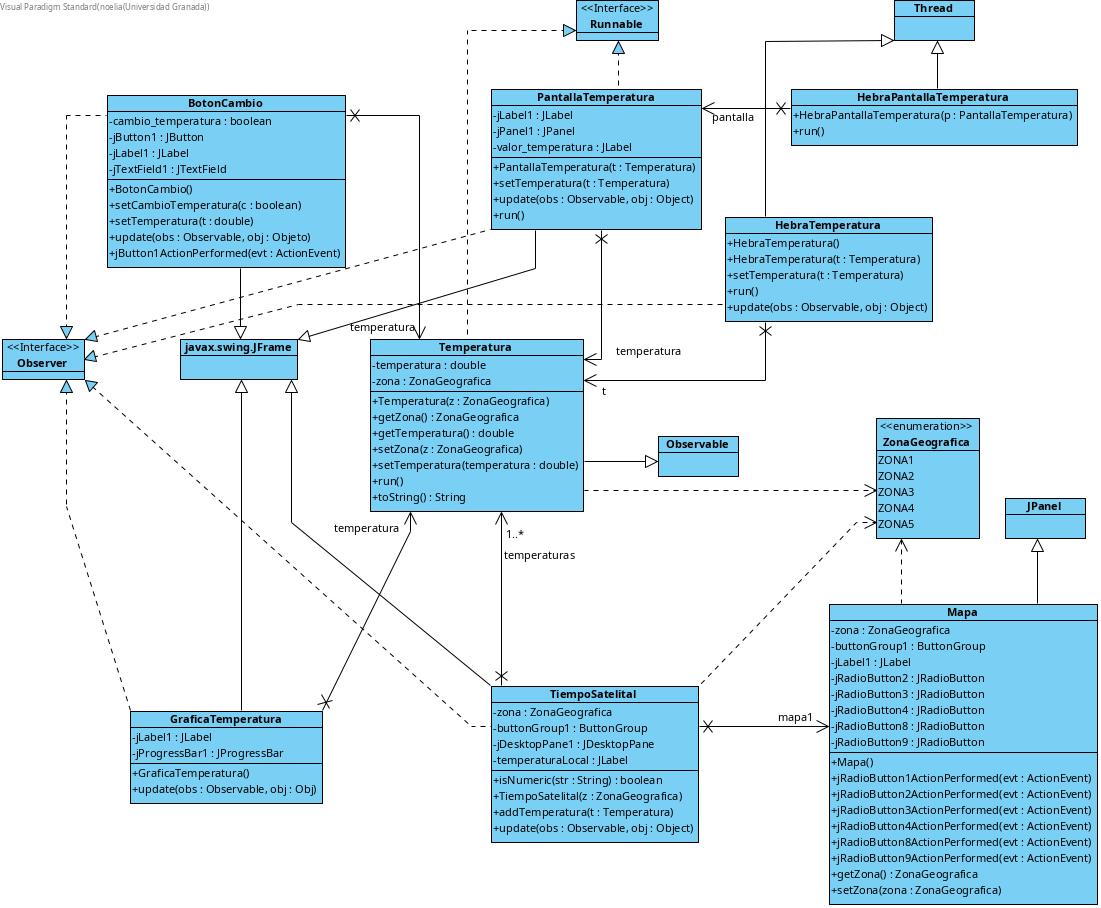 Visual Paradigm Standard(noelia(Universidad Granada))
<<Interface>>
Runnable
Thread
BotonCambio
-cambio_temperatura : boolean
-jButton1 : JButton
-jLabel1 : JLabel
-jTextField1 : JTextField
+BotonCambio()
+setCambioTemperatura(c : boolean)
+setTemperatura(t : double)
+update(obs : Observable, obj : Objeto)
+jButton1ActionPerformed(evt : ActionEvent)
PantallaTemperatura
-jLabel1 : JLabel
-jPanel1 : JPanel
-valor_temperatura : JLabel
+PantallaTemperatura(t : Temperatura)
+setTemperatura(t : Temperatura)
+update(obs : Observable, obj : Object)
+run()
pantalla
HebraPantallaTemperatura
+HebraPantallaTemperatura(p : PantallaTemperatura)
+run()
HebraTemperatura
+HebraTemperatura()
+HebraTemperatura(t : Temperatura)
+setTemperatura(t : Temperatura)
+run()
+update(obs : Observable, obj : Object)
<<Interface>>
Observer
javax.swing.JFrame
temperatura
temperatura
t
Temperatura
-temperatura : double
-zona : ZonaGeografica
+Temperatura(z : ZonaGeografica)
+getZona() : ZonaGeografica
+getTemperatura() : double
+setZona(z : ZonaGeografica)
+setTemperatura(temperatura : double)
+run()
+toString() : String
Observable
<<enumeration>>
ZonaGeografica
ZONA1
ZONA2
ZONA3
ZONA4
ZONA5
JPanel
temperatura
1..*
temperaturas
Mapa
-zona : ZonaGeografica
-buttonGroup1 : ButtonGroup
-jLabel1 : JLabel
-jRadioButton2 : JRadioButton
-jRadioButton3 : JRadioButton
-jRadioButton4 : JRadioButton
-jRadioButton8 : JRadioButton
-jRadioButton9 : JRadioButton
+Mapa()
+jRadioButton1ActionPerformed(evt : ActionEvent)
+jRadioButton2ActionPerformed(evt : ActionEvent)
+jRadioButton3ActionPerformed(evt : ActionEvent)
+jRadioButton4ActionPerformed(evt : ActionEvent)
+jRadioButton8ActionPerformed(evt : ActionEvent)
+jRadioButton9ActionPerformed(evt : ActionEvent)
+getZona() : ZonaGeografica
+setZona(zona : ZonaGeografica)
mapa1
TiempoSatelital
-zona : ZonaGeografica
-buttonGroup1 : ButtonGroup
-jDesktopPane1 : JDesktopPane
-temperaturaLocal : JLabel
+isNumeric(str : String) : boolean
+TiempoSatelital(z : ZonaGeografica)
+addTemperatura(t : Temperatura)
+update(obs : Observable, obj : Object)
GraficaTemperatura
-jLabel1 : JLabel
-jProgressBar1 : JProgressBar
+GraficaTemperatura()
+update(obs : Observable, obj : Obj)